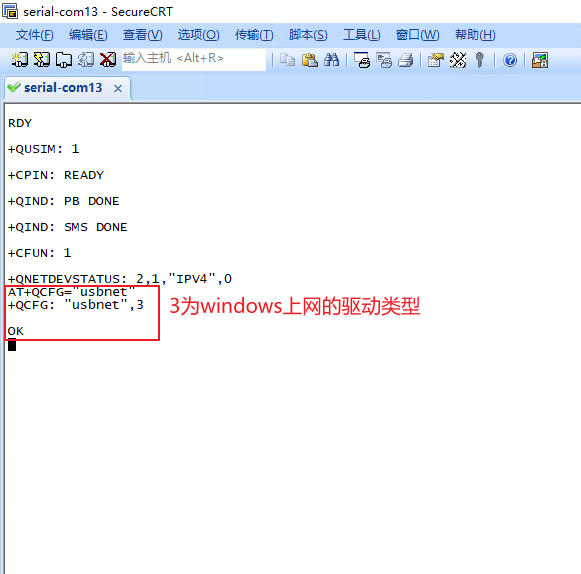 serial-com13 - SecureCRT
文件(F) 编辑(E) 查看(V) 选项(O) 传输(T) 脚本(S) 工具(L) 窗口(W) 帮助(H)
输入主机 <Alt+R>
serial-com13
RDY
+QUSIM: 1
+CPIN: READY
+QIND: PB DONE
+QIND: SMS DONE
+CFUN: 1
+QNETDEVSTATUS: 2,1,"IPV4",0
AT+QCFG="usbnet"
+QCFG: "usbnet",3
3为windows上网的驱动类型
OK